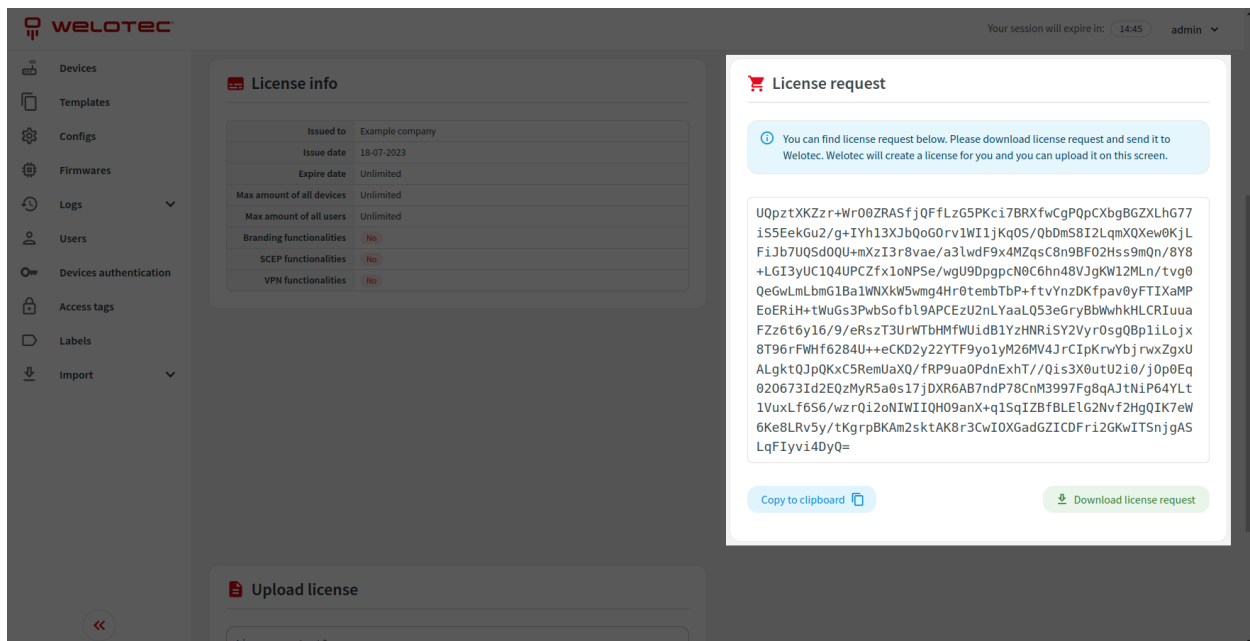 WELOTEC
Your session will expire in: 14:45 admin
Devices
Templates
Configs
Firmwares
Logs
Users
Devices authentication
Access tags
Labels
Import
License info
Issued to Example company
Issue date 18-07-2023
Expire date Unlimited
Max amount of all devices Unlimited
Max amount of all users Unlimited
Branding functionalities No
SCEP functionalities No
VPN functionalities No
License request
You can find license request below. Please download license request and send it to
Welotec. Welotec will create a license for you and you can upload it on this screen.
UQpztXKZzr+WrO0ZRASfjQFfLzG5PKci7BRXfwCgPQpCXbgBGZXLhG77
iS5EekGu2/g+IYh13XJbQoGOrv1WI1jKqOS/QbDmS8I2LqmXQXew0KjL
FiJb7UQSdOQU+mXzI3r8vae/a3lwdF9x4MZqsC8n9BFO2Hss9mQn/8Y8
+LGI3yUC1Q4UPCZfx1oNPSe/wgU9DpgpcN0C6hn48VJgKW12MLn/tvg0
QeGwLmLbmG1Ba1WNXkW5wmg4Hr0tembTbP+ftvYnzDKfpav0yFTIXaMP
EoERiH+tWuGs3PwbSofbl9APCEzU2nLYaaLQ53eGryBbWwhkHLCRIuua
FZz6t6y16/9/eRszT3UrWTbHMfWUidB1YzHNRiSY2VyrOsgQBp1iLojx
8T96rFWHf6284U++eCKD2y22YTF9yo1yM26MV4JrCIpKrwYbjrwxZgxU
ALgktQJpQKxC5RemUaXQ/fRP9uaOPdnExhT//Qis3X0utU2i0/jOp0Eq
02O673Id2EQzMyR5a0s17jDXR6AB7ndP78CnM3997Fg8qAJtNiP64YLt
1VuxLf6S6/wzrQi2oNIWIIQHO9anX+q1SqIZBfBLElG2Nvf2HgQIK7eW
6Ke8LRv5y/tKgrpBKAm2sktAK8r3CwIOXGadGZICDFri2GKwITSnjgAS
LqFIyvi4DyQ=
Copy to clipboard
Download license request
Upload license